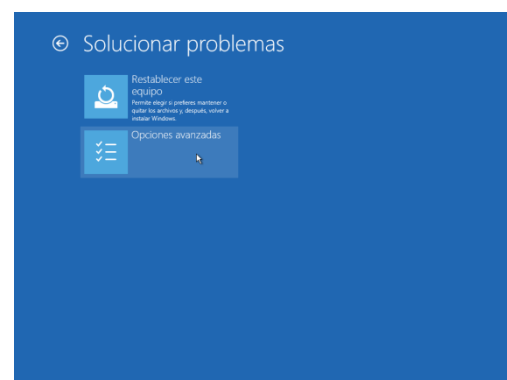 Solucionar problemas
Restablecer este
equipo
Permite elegir si prefieres mantener o
quitar los archivos y, después, volver a
instalar Windows.
Opciones avanzadas